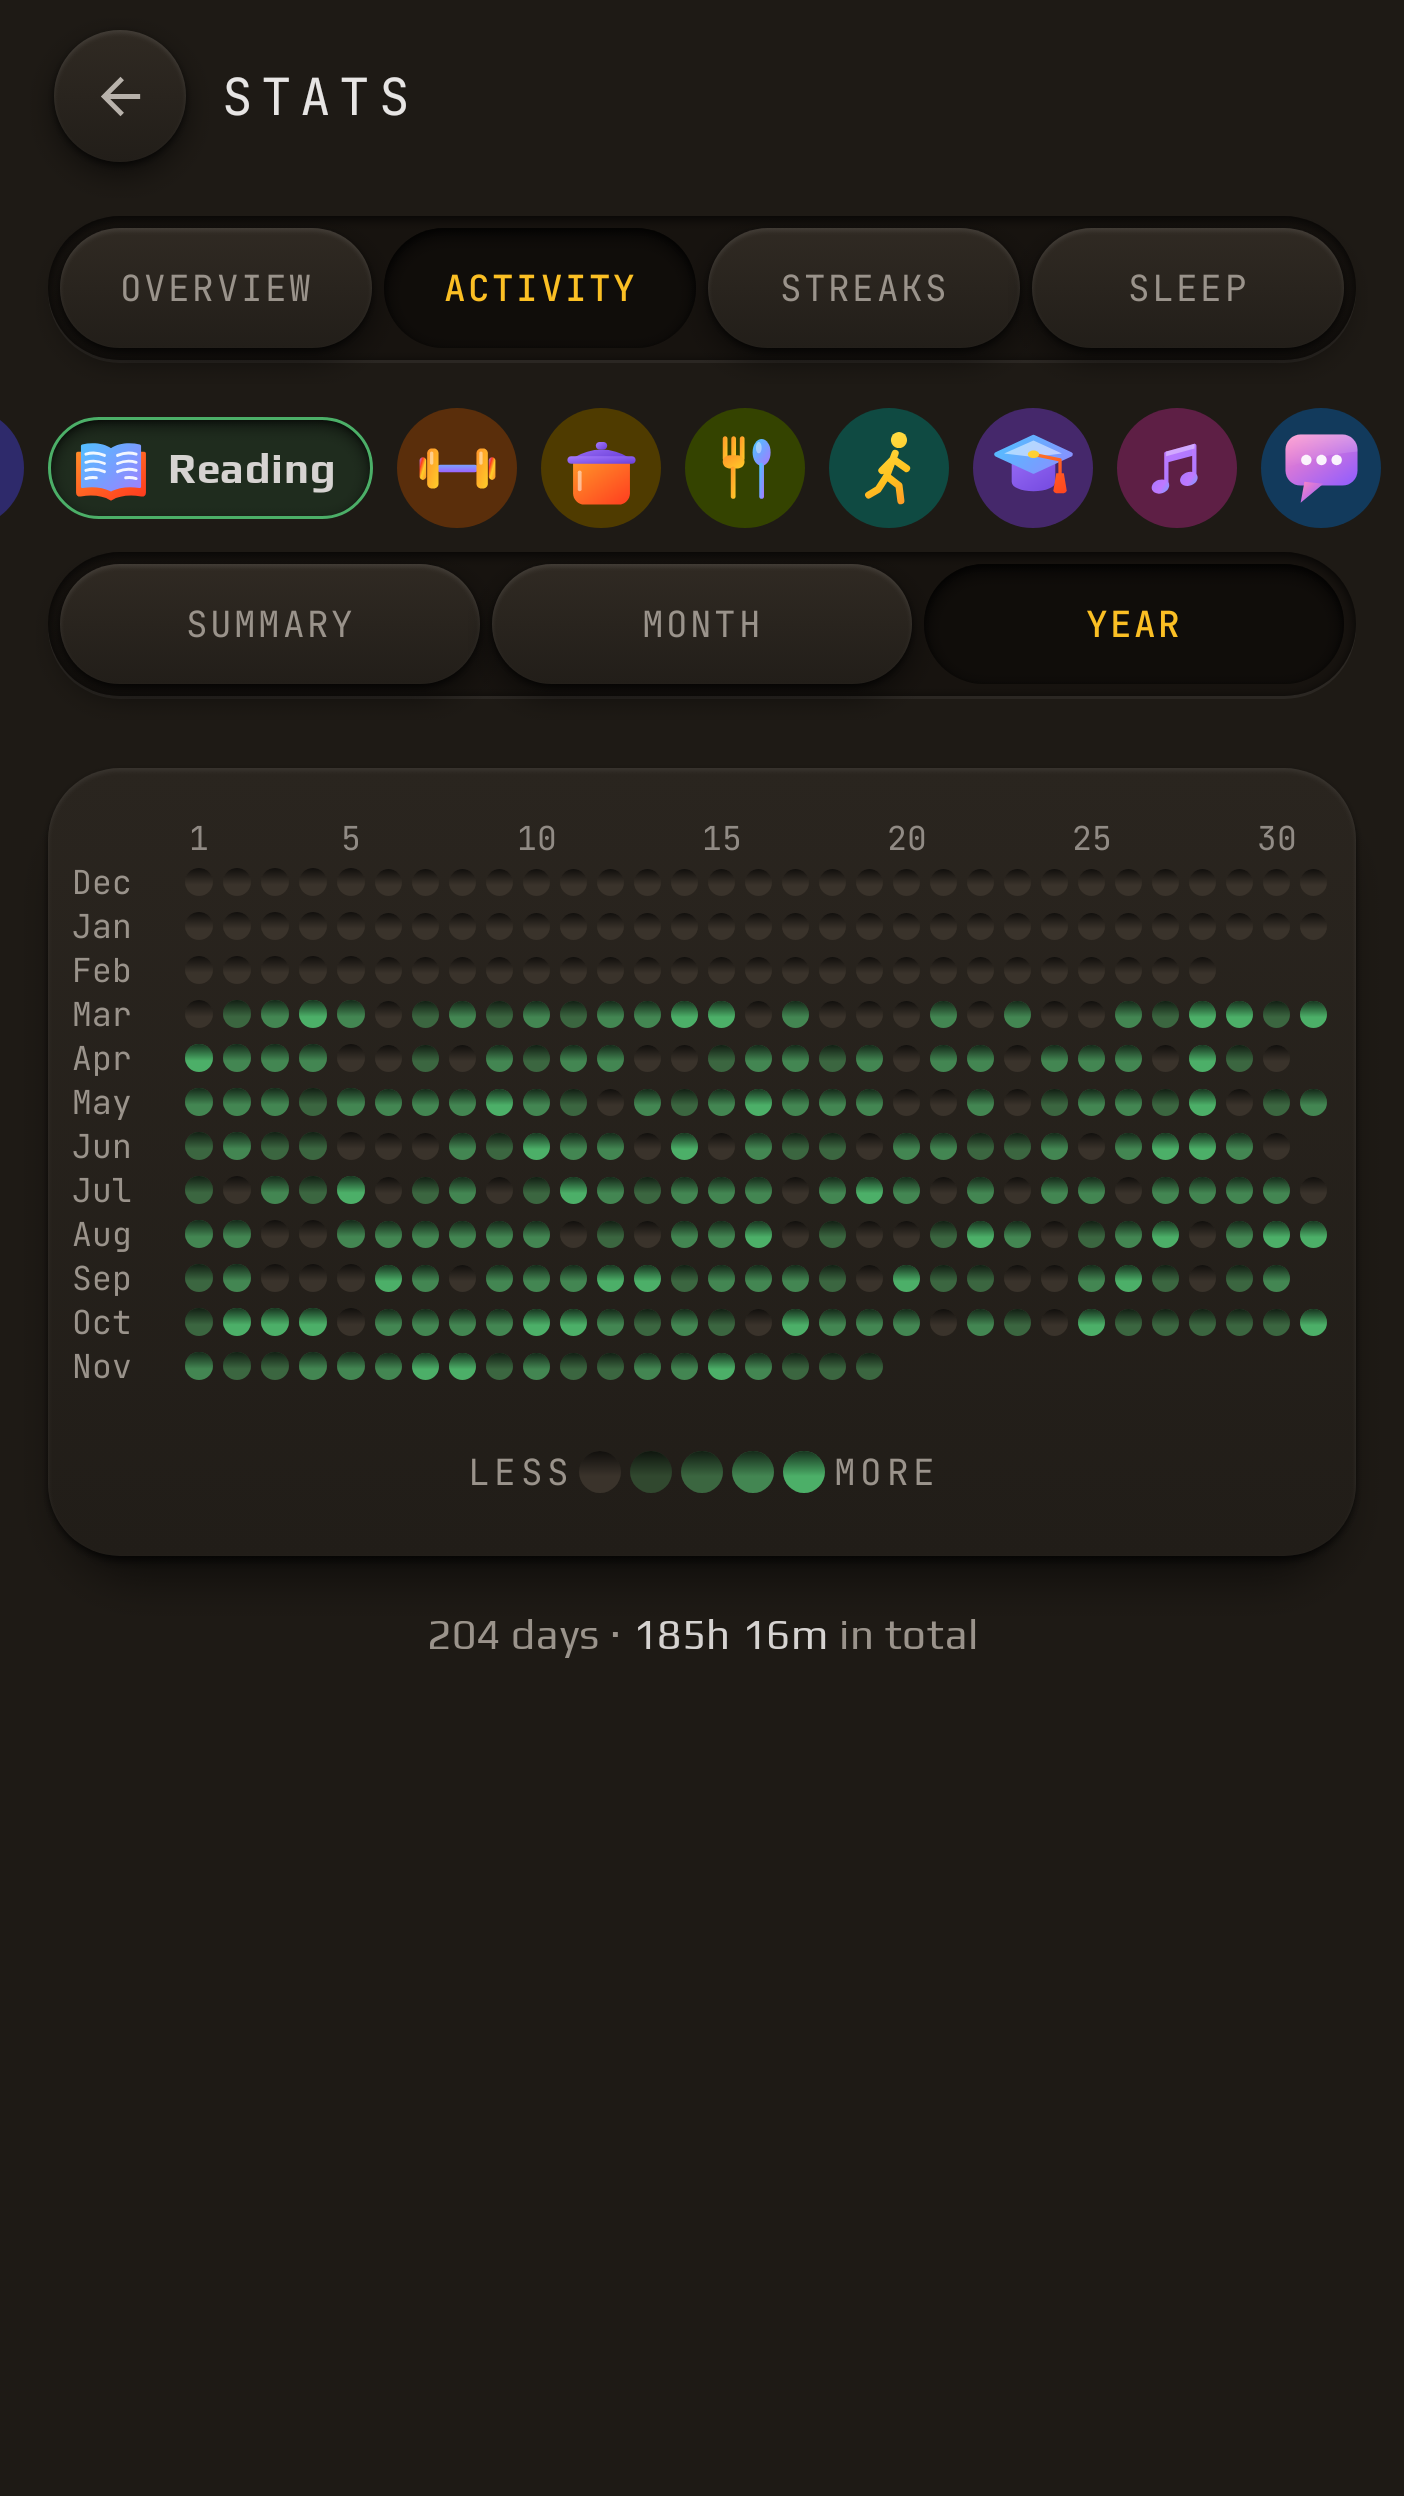 STATS
OVERVIEW ACTIVITY STREAKS SLEEP
Reading
SUMMARY MONTH YEAR
1 5 10 15 20 25 30
Dec
Jan
Feb
Mar
Apr
May
Jun
Jul
Aug
Sep
Oct
Nov
LESS MORE
204 days · 185h 16m in total